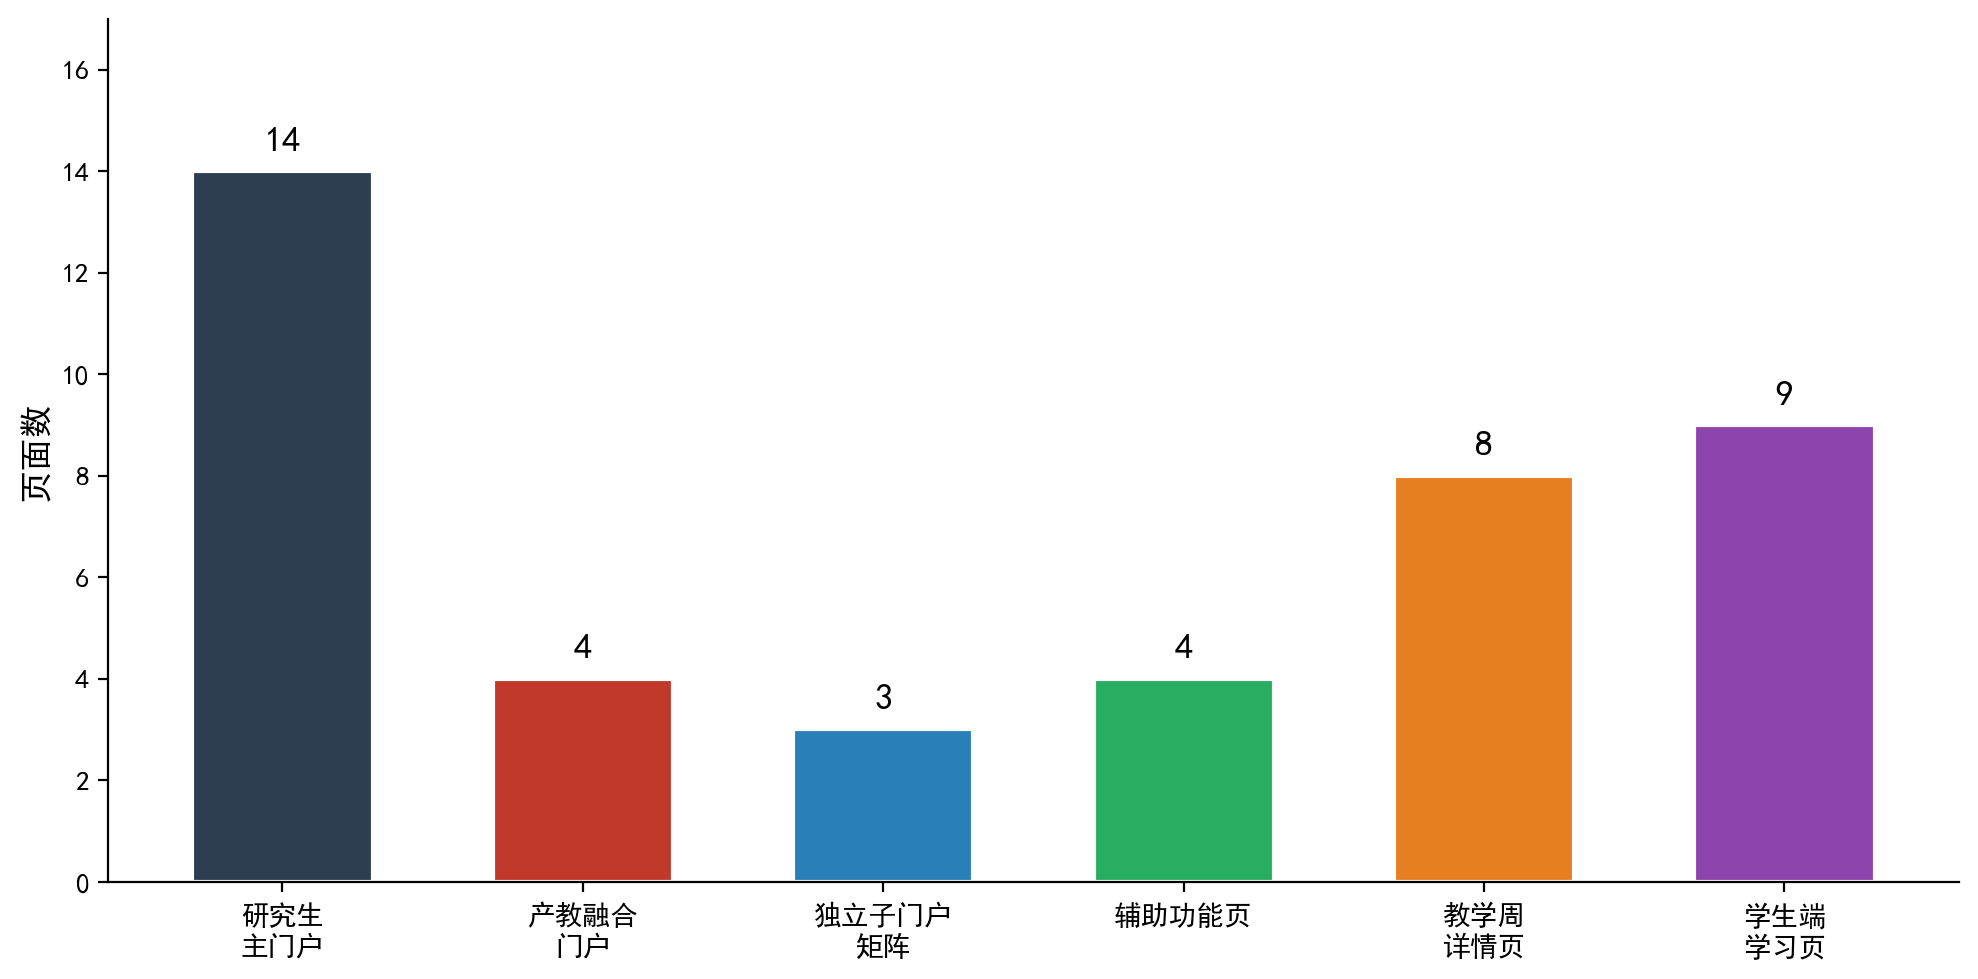 页面数
16
14
12
10
8
6
4
2
0
14
4
3
4
8
9
研究生
主门户
产教融合
门户
独立子门户
矩阵
辅助功能页
教学周
详情页
学生端
学习页